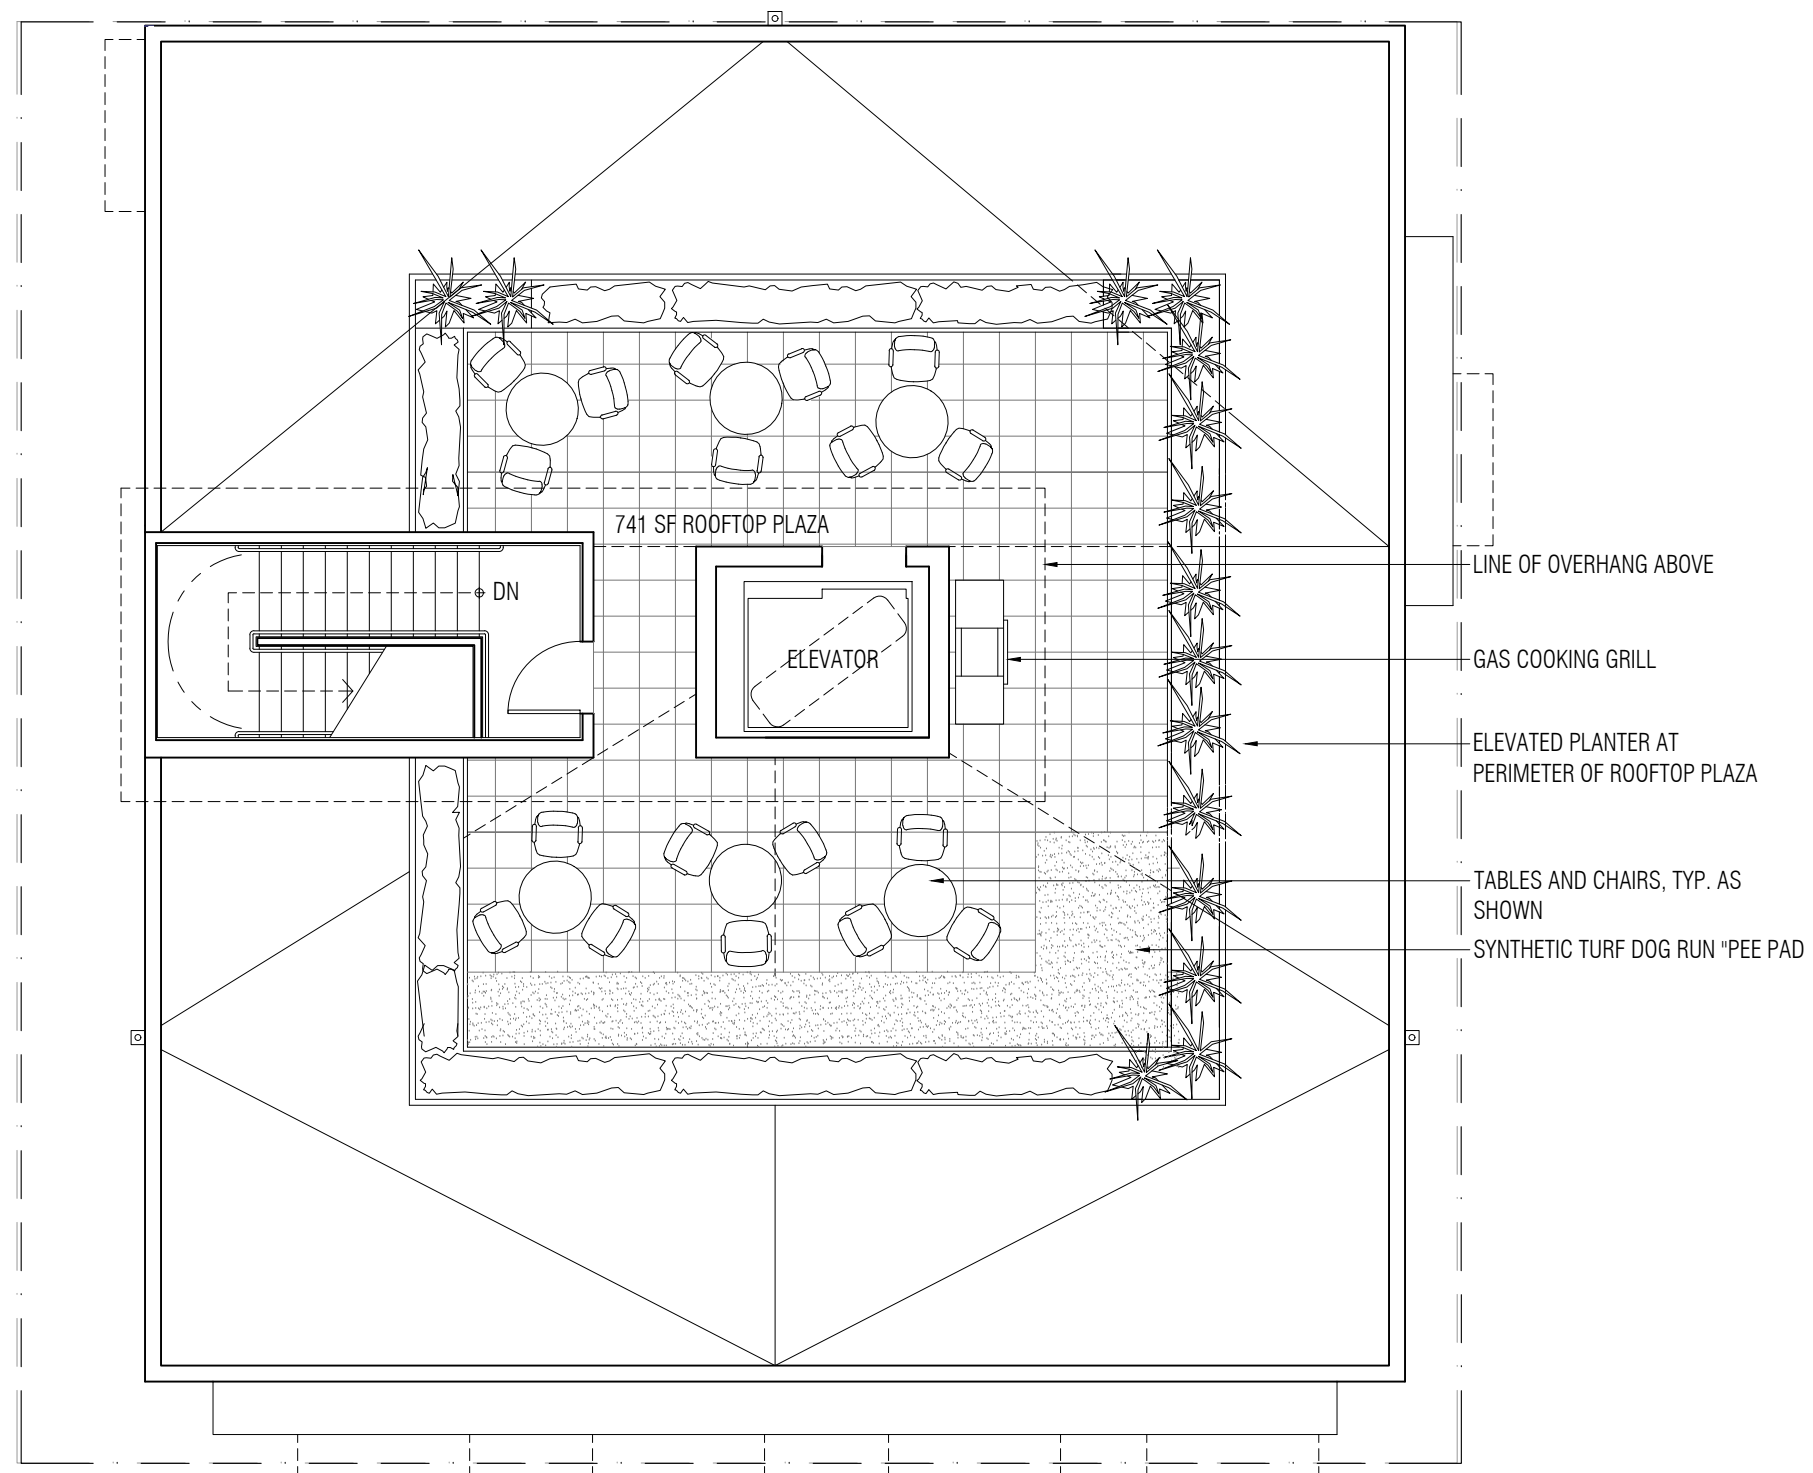 741 SF ROOFTOP PLAZA
LINE OF OVERHANG ABOVE
DN
ELEVATOR
GAS COOKING GRILL
ELEVATED PLANTER AT
PERIMETER OF ROOFTOP PLAZA
TABLES AND CHAIRS, TYP. AS
SHOWN
SYNTHETIC TURF DOG RUN "PEE PAD